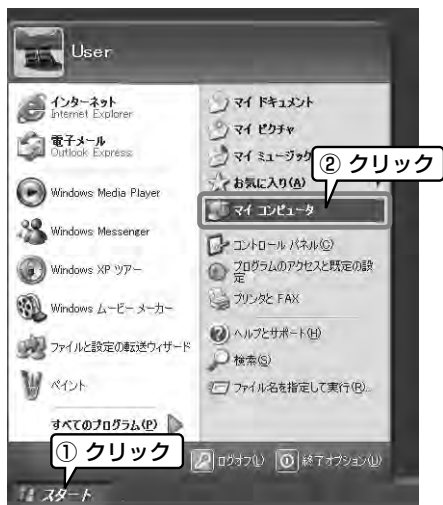 User
インターネット
Internet Explorer
電子メール
Outlook Express
Windows Media Player
Windows Messenger
Windows XP ツアー
Windows ムービー メーカー
ファイルと設定の転送ウィザード
ペイント
すべてのプログラム(P)
① クリック
スタート
マイ ドキュメント
マイ ピクチャ
マイ ミュージック
② クリック
お気に入り(A)
マイ コンピュータ
コントロール パネル(C)
プログラムのアクセスと既定の設
定
プリンタと FAX
ヘルプとサポート(H)
検索(S)
ファイル名を指定して実行(R)...
ログオフ(L)
終了オプション(U)